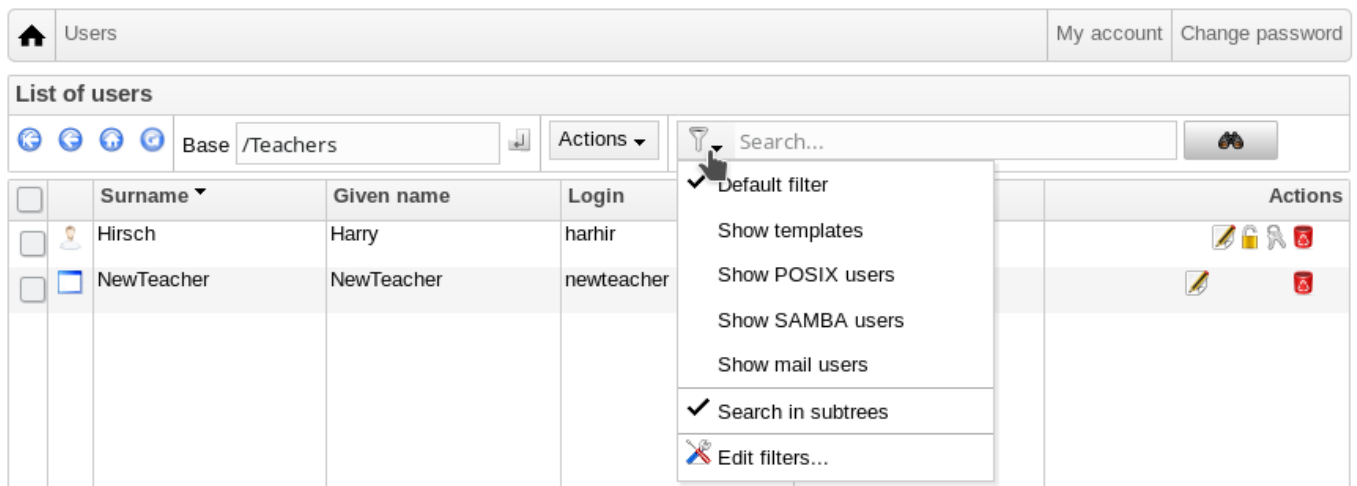 Users My account Change password
List of users
Base /Teachers Actions Search...
Surname Given name Login Actions
Hirsch Harry harhir
NewTeacher NewTeacher newteacher
Default filter
Show templates
Show POSIX users
Show SAMBA users
Show mail users
Search in subtrees
Edit filters...